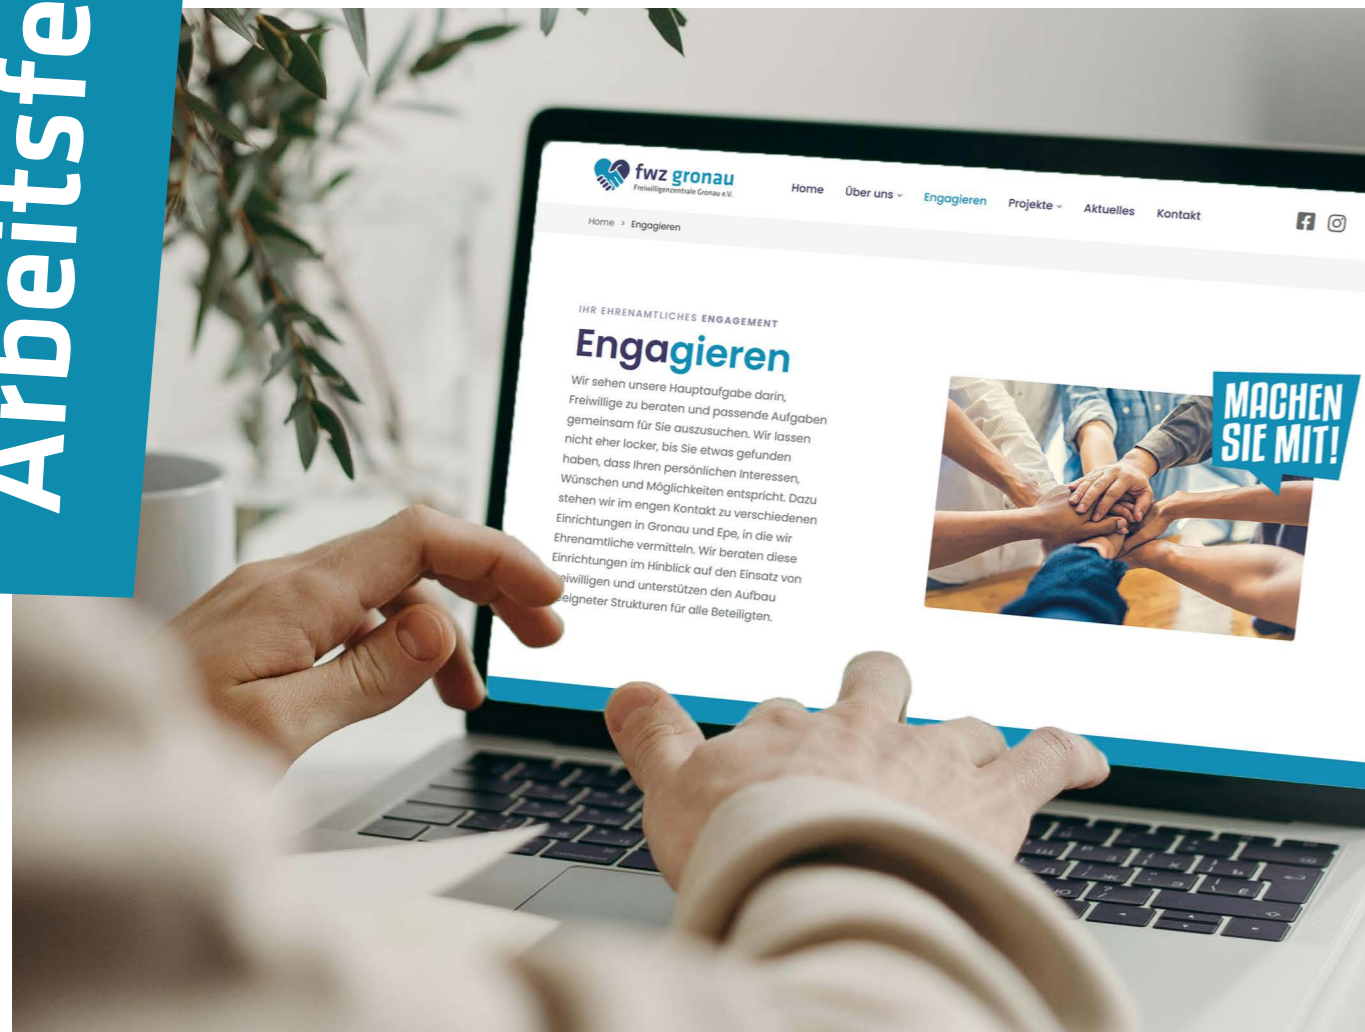 Arbeitsfe
fwz gronau
Freiwilligenzentrale Gronau e.V.
Home Über uns Engagieren Projekte Aktuelles Kontakt
Home > Engagieren
IHR EHRENAMTLICHES ENGAGEMENT
Engagieren
Wir sehen unsere Hauptaufgabe darin,
Freiwillige zu beraten und passende Aufgaben
gemeinsam für Sie auszusuchen. Wir lassen
nicht eher locker, bis Sie etwas gefunden
haben, dass Ihren persönlichen Interessen,
Wünschen und Möglichkeiten entspricht. Dazu
stehen wir im engen Kontakt zu verschiedenen
Einrichtungen in Gronau und Epe, in die wir
Ehrenamtliche vermitteln. Wir beraten diese
Einrichtungen im Hinblick auf den Einsatz von
eiwilligen und unterstützen den Aufbau
eigneter Strukturen für alle Beteiligten.
MACHEN
SIE MIT!